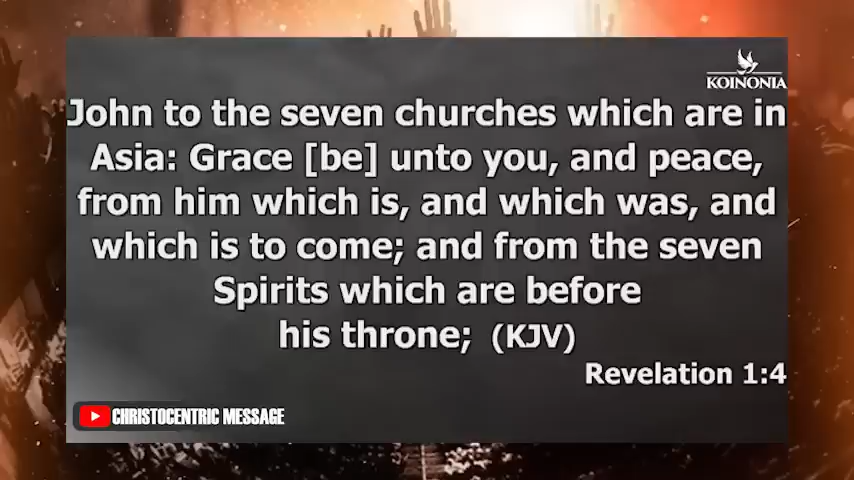 KOINONIA
John to the seven churches which are in
Asia: Grace [be] unto you, and peace,
from him which is, and which was, and
which is to come; and from the seven
Spirits which are before
his throne; (KJV)
Revelation 1:4
CHRISTOCENTRIC MESSAGE